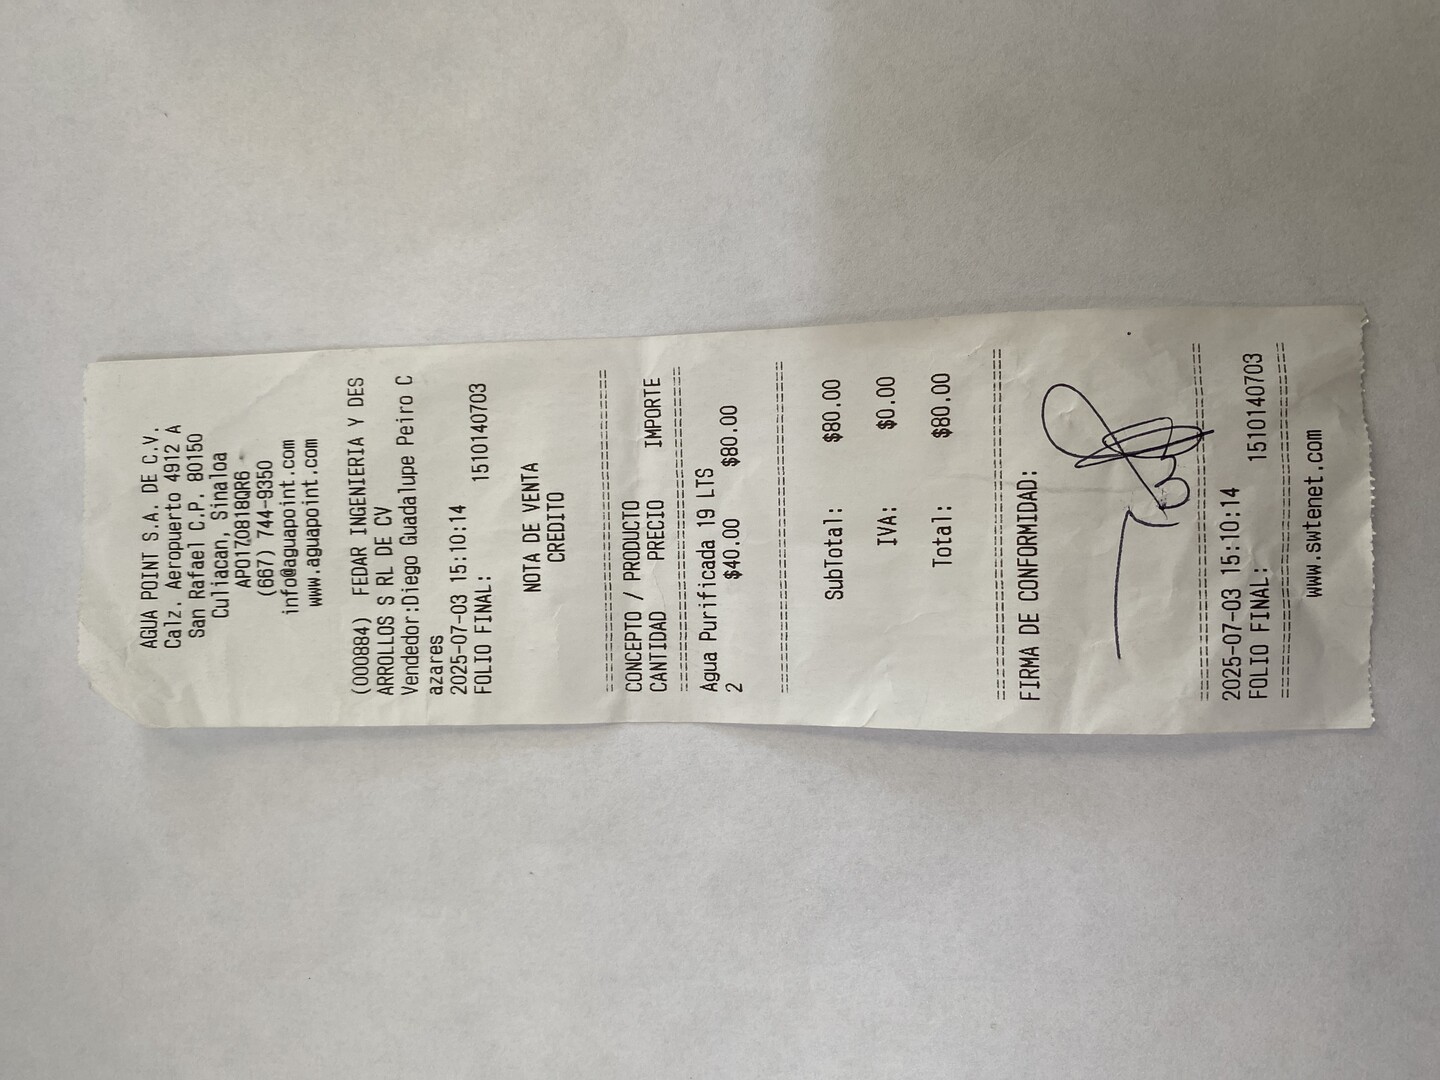 AGUA POINT S.A. DE C.V.
Calz. Aeropuerto 4912 A
San Rafael C.P. 80150
Culiacan, Sinaloa
APO170818QR6
(667) 744-9350
info@aguapoint.com
www.aguapoint.com
(000884) FEDAR INGENIERIA Y DES
ARROLLOS S RL DE CV
Vendedor:Diego Guadalupe Peiro C
azares
2025-07-03 15:10:14
FOLIO FINAL: 1510140703
NOTA DE VENTA
CREDITO
CONCEPTO / PRODUCTO
CANTIDAD PRECIO IMPORTE
Agua Purificada 19 LTS
2 $40.00 $80.00
SubTotal: $80.00
IVA: $0.00
Total: $80.00
FIRMA DE CONFORMIDAD:
2025-07-03 15:10:14
FOLIO FINAL: 1510140703
www.swtenet.com